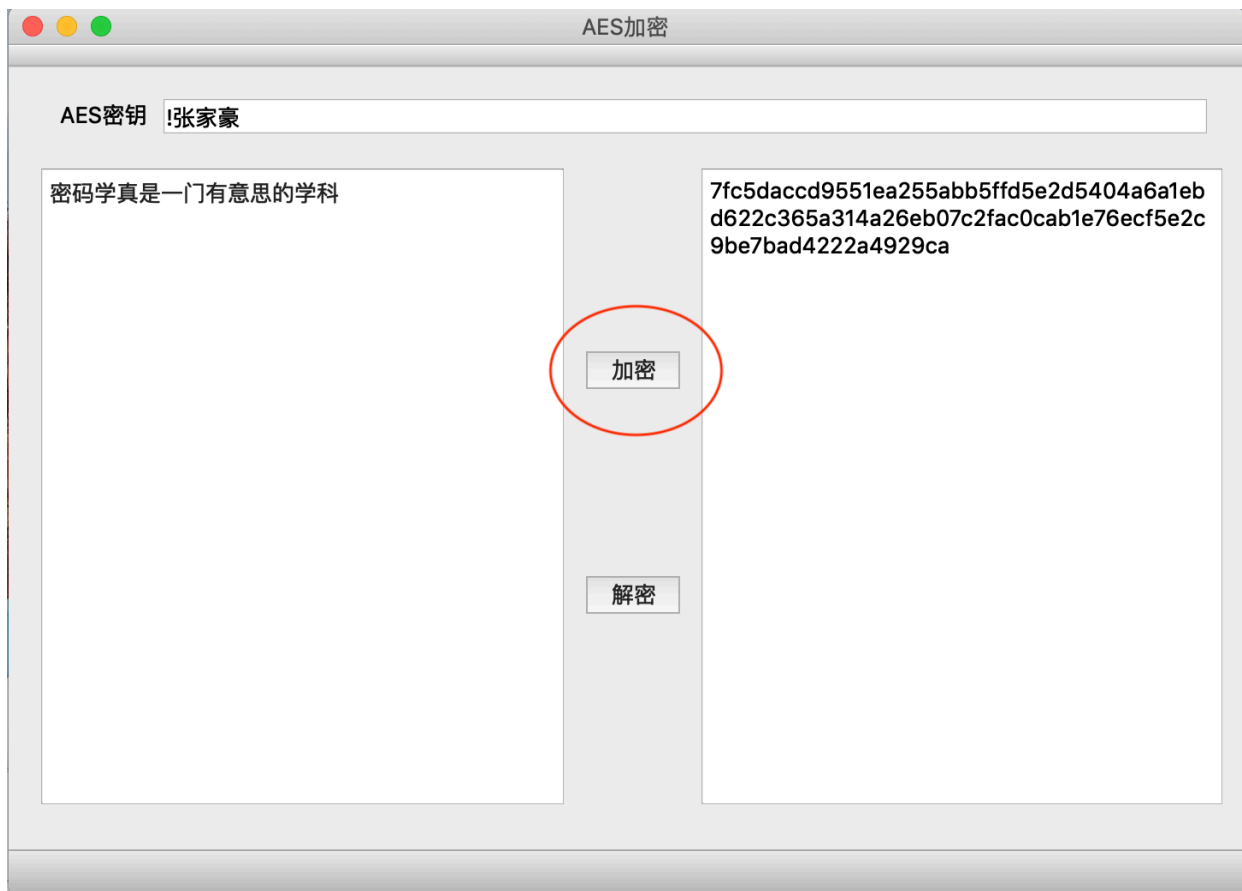 AES加密
AES密钥 !张家豪
密码学真是一门有意思的学科
7fc5daccd9551ea255abb5ffd5e2d5404a6a1eb
d622c365a314a26eb07c2fac0cab1e76ecf5e2c
9be7bad4222a4929ca
加密
解密